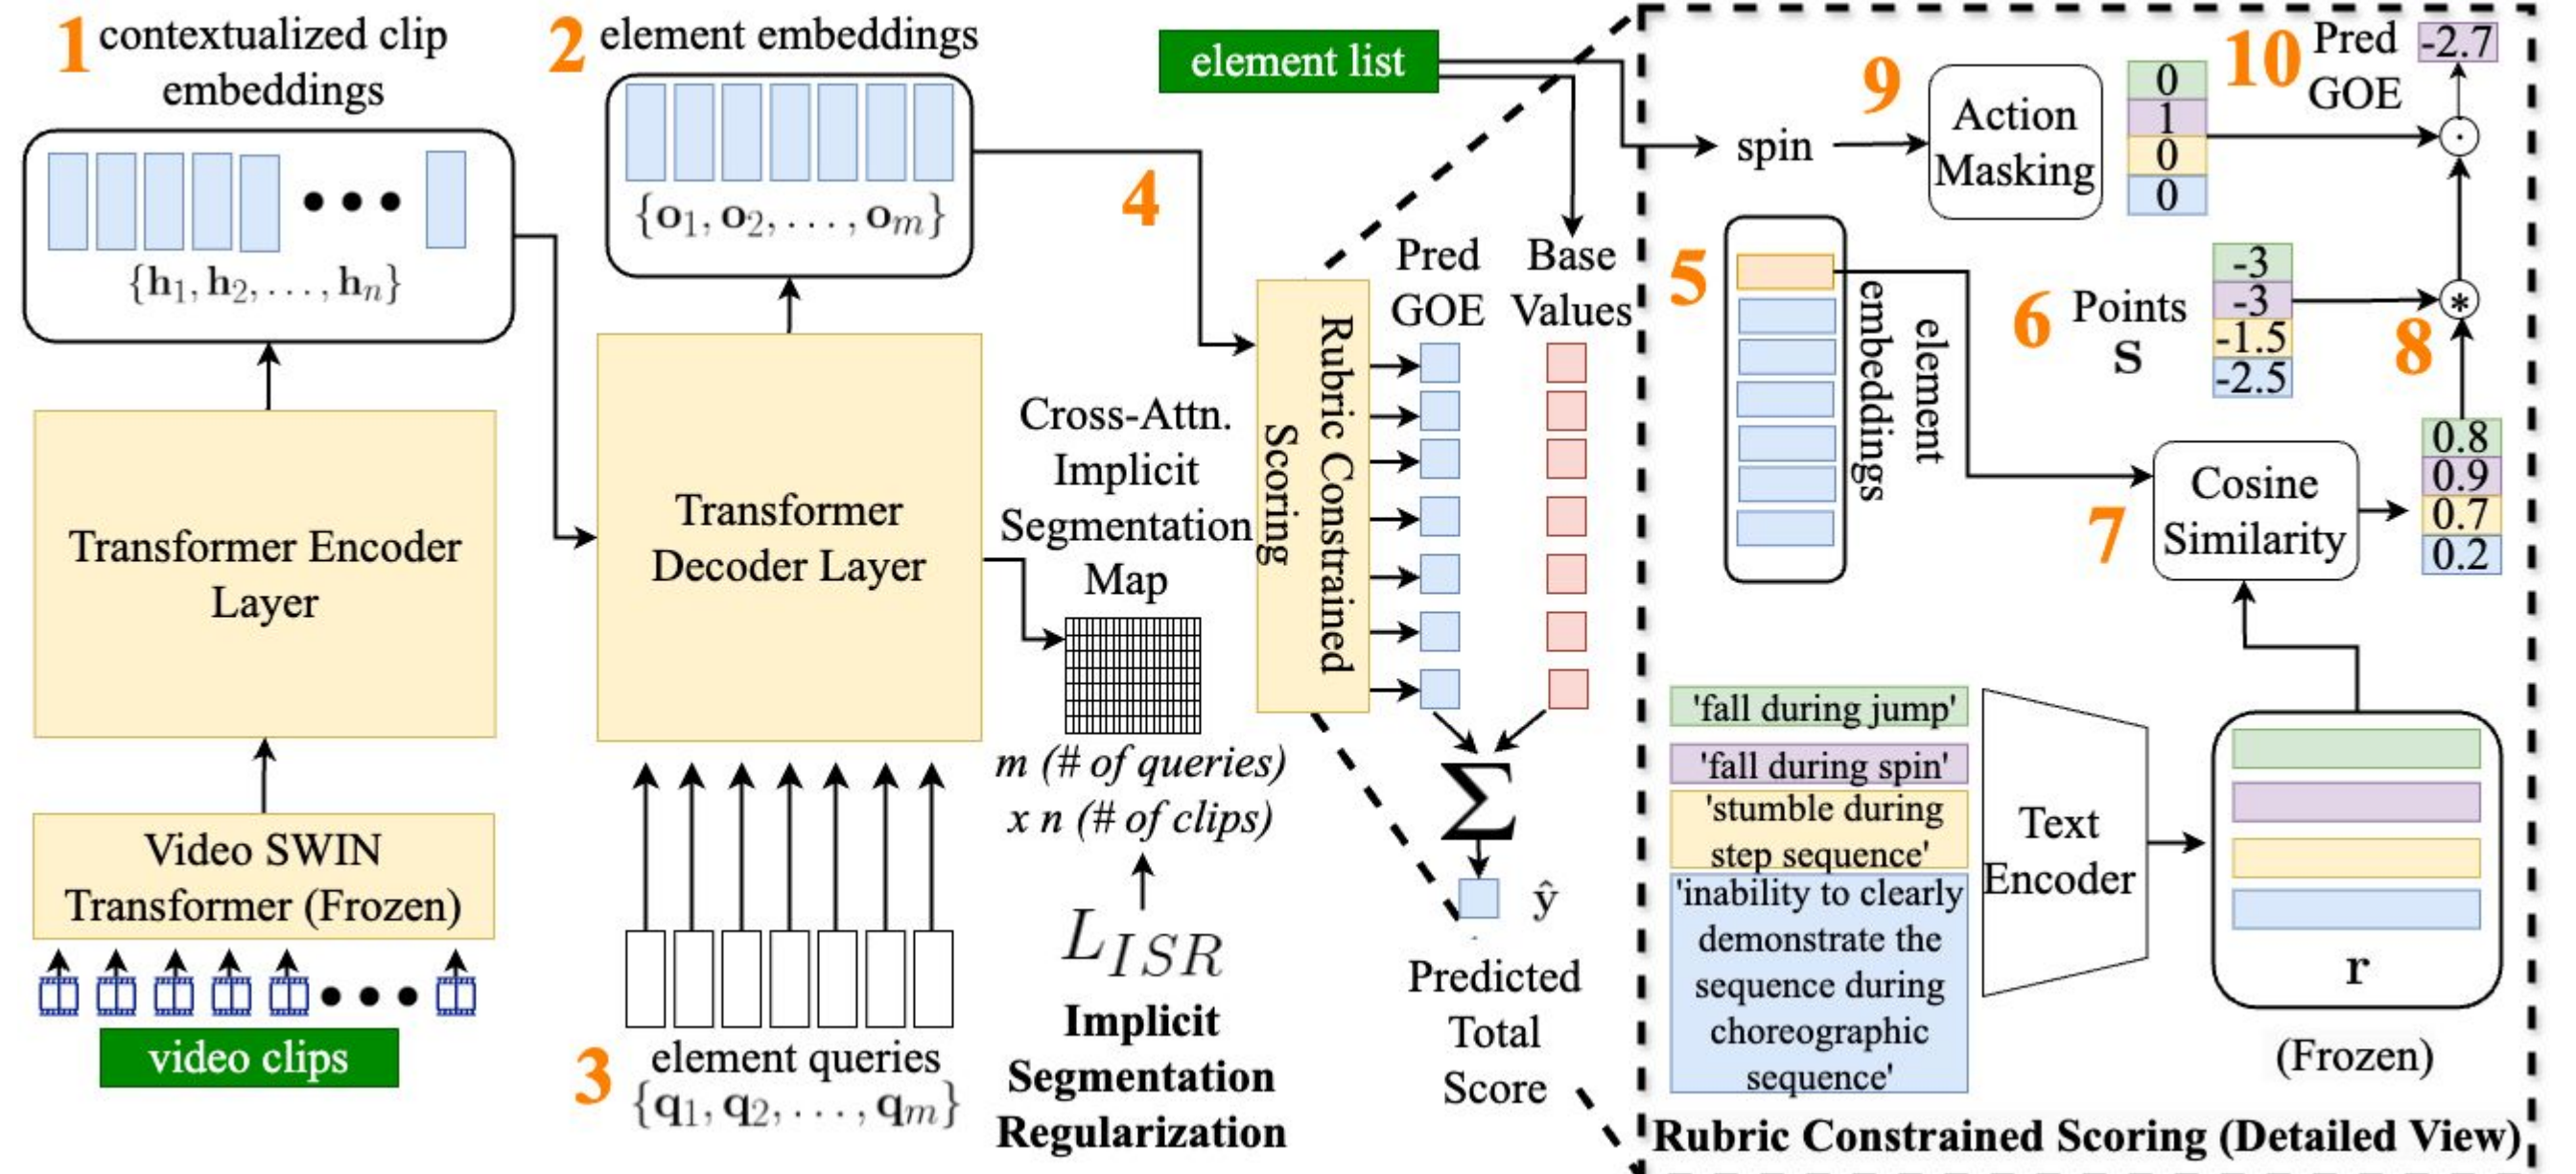 1 contextualized clip
embeddings
{h1, h2, . . . , hn}
Transformer Encoder
Layer
Video SWIN
Transformer (Frozen)
video clips
2 element embeddings
{o1, o2, . . . , om}
Transformer
Decoder Layer
3 element queries
{q1, q2, . . . , qm}
Cross-Attn.
Implicit
Segmentation
Map
m (# of queries)
x n (# of clips)
L_ISR
Implicit
Segmentation
Regularization
element list
4
Rubric Constrained
Scoring
Pred
GOE
Base
Values
Σ
ŷ
Predicted
Total
Score
spin
9
Action
Masking
0
1
0
0
10 Pred
GOE
-2.7
·
5
element
embeddings
6 Points
S
-3
-3
-1.5
-2.5
8
*
7
Cosine
Similarity
0.8
0.9
0.7
0.2
'fall during jump'
'fall during spin'
'stumble during
step sequence'
'inability to clearly
demonstrate the
sequence during
choreographic
sequence'
Text
Encoder
r
(Frozen)
Rubric Constrained Scoring (Detailed View)